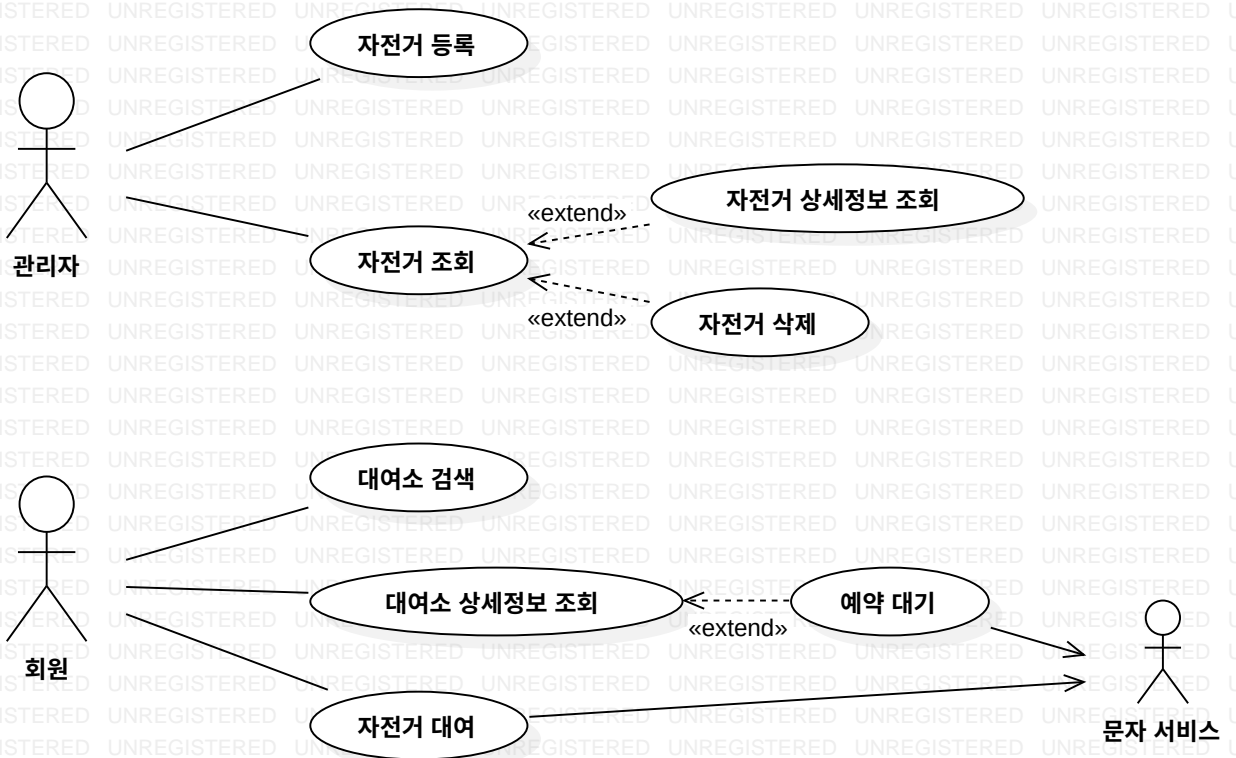 자전거 등록
자전거 상세정보 조회
«extend»
자전거 조회
관리자
«extend»
자전거 삭제
대여소 검색
대여소 상세정보 조회
예약 대기
«extend»
회원
자전거 대여
문자 서비스
UNREGISTERED